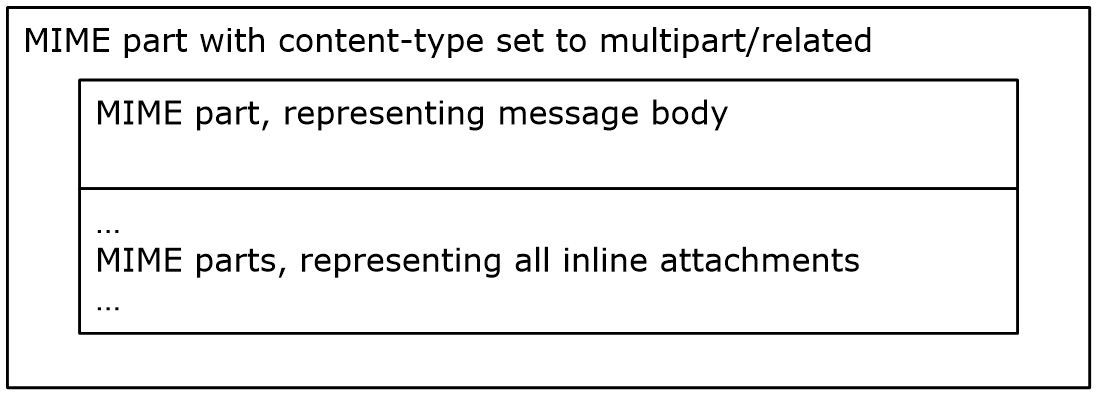 MIME part with content-type set to multipart/related
MIME part, representing message body
...
MIME parts, representing all inline attachments
...